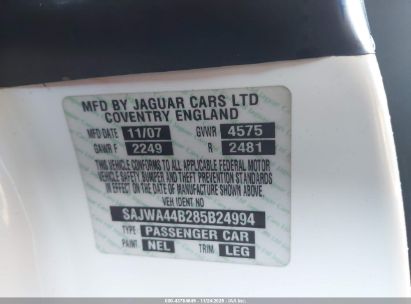 MFD BY JAGUAR CARS LTD
COVENTRY ENGLAND
MFD DATE 11/07 GVWR 4575
GAWR F 2249 R 2481
THIS VEHICLE CONFORMS TO ALL APPLICABLE FEDERAL MOTOR
VEHICLE SAFETY BUMPER AND THEFT PREVENTION STANDARDS
IN EFFECT ON THE DATE OF MANUFACTURE SHOWN ABOVE.
VEH IDENT NO
SAJWA44B285B24994
TYPE PASSENGER CAR
PAINT NEL TRIM LEG